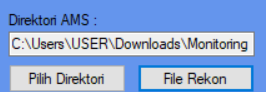 Direktori AMS :
C:\Users\USER\Downloads\Monitoring
Pilih Direktori
File Rekon